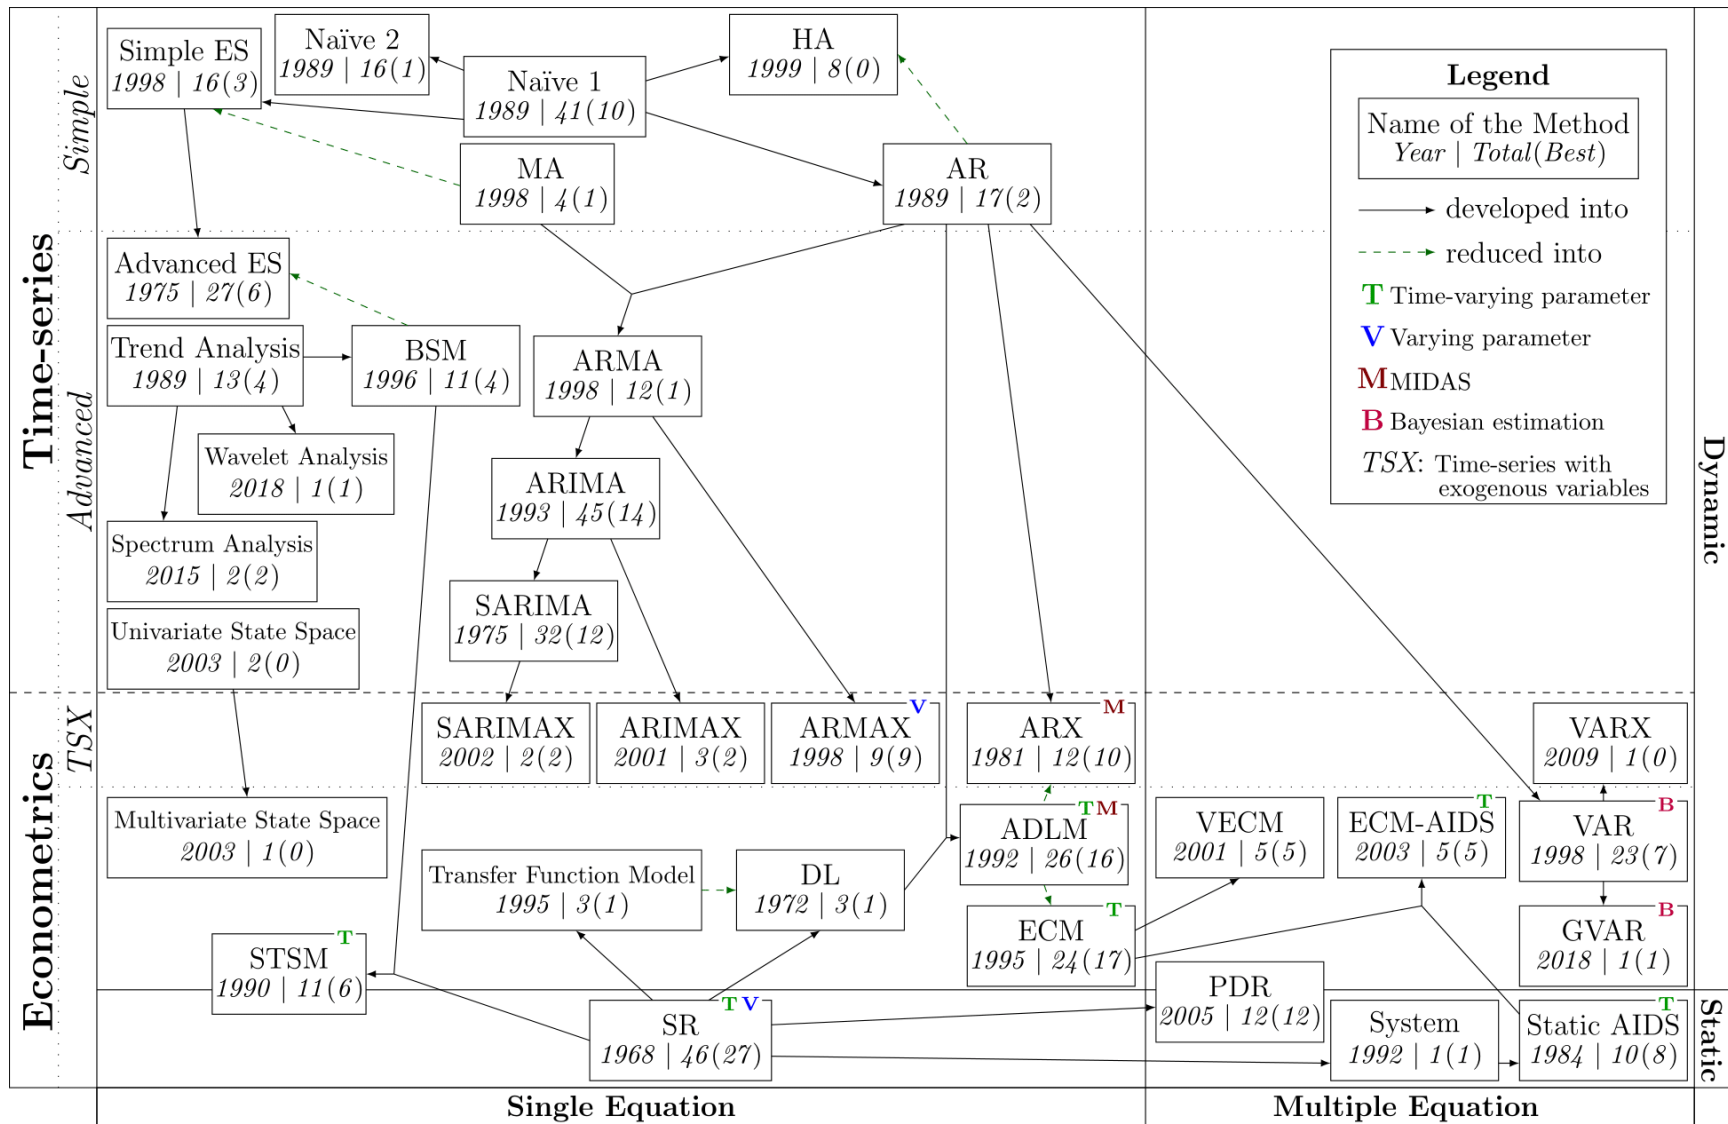 Time-series
Econometrics
Simple
Advanced
TSX
Simple ES
1998 | 16(3)
Naïve 2
1989 | 16(1)
Naïve 1
1989 | 41(10)
HA
1999 | 8(0)
MA
1998 | 4(1)
AR
1989 | 17(2)
Advanced ES
1975 | 27(6)
Trend Analysis
1989 | 13(4)
BSM
1996 | 11(4)
ARMA
1998 | 12(1)
Wavelet Analysis
2018 | 1(1)
ARIMA
1993 | 45(14)
Spectrum Analysis
2015 | 2(2)
SARIMA
1975 | 32(12)
Univariate State Space
2003 | 2(0)
SARIMAX
2002 | 2(2)
ARIMAX
2001 | 3(2)
V
ARMAX
1998 | 9(9)
M
ARX
1981 | 12(10)
VARX
2009 | 1(0)
Multivariate State Space
2003 | 1(0)
Transfer Function Model
1995 | 3(1)
DL
1972 | 3(1)
T M
ADLM
1992 | 26(16)
VECM
2001 | 5(5)
T
ECM-AIDS
2003 | 5(5)
B
VAR
1998 | 23(7)
T
ECM
1995 | 24(17)
B
GVAR
2018 | 1(1)
T
STSM
1990 | 11(6)
T V
SR
1968 | 46(27)
PDR
2005 | 12(12)
System
1992 | 1(1)
T
Static AIDS
1984 | 10(8)
Legend
Name of the Method
Year | Total(Best)
developed into
reduced into
T Time-varying parameter
V Varying parameter
M MIDAS
B Bayesian estimation
TSX: Time-series with
exogenous variables
Dynamic
Static
Single Equation
Multiple Equation